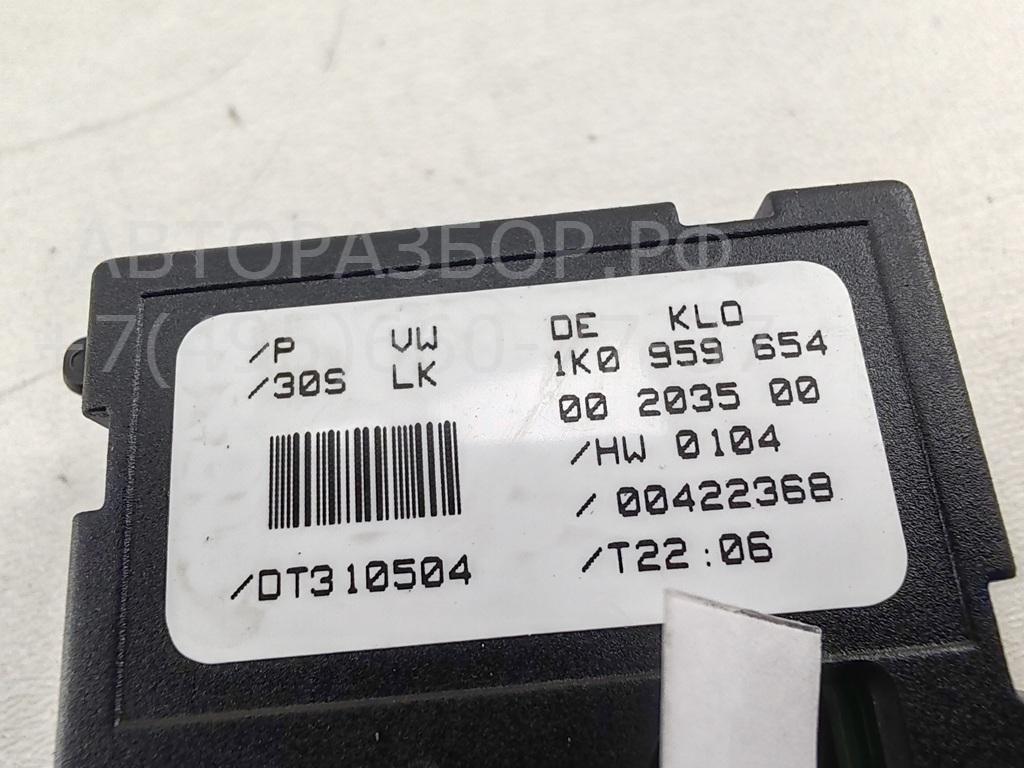 АВТОРАЗБОР.РФ
/P VW DE KLO
/30S LK 1K0 959 654
00 2035 00
/HW 0104
/ 00422368
/DT310504 /T22:06